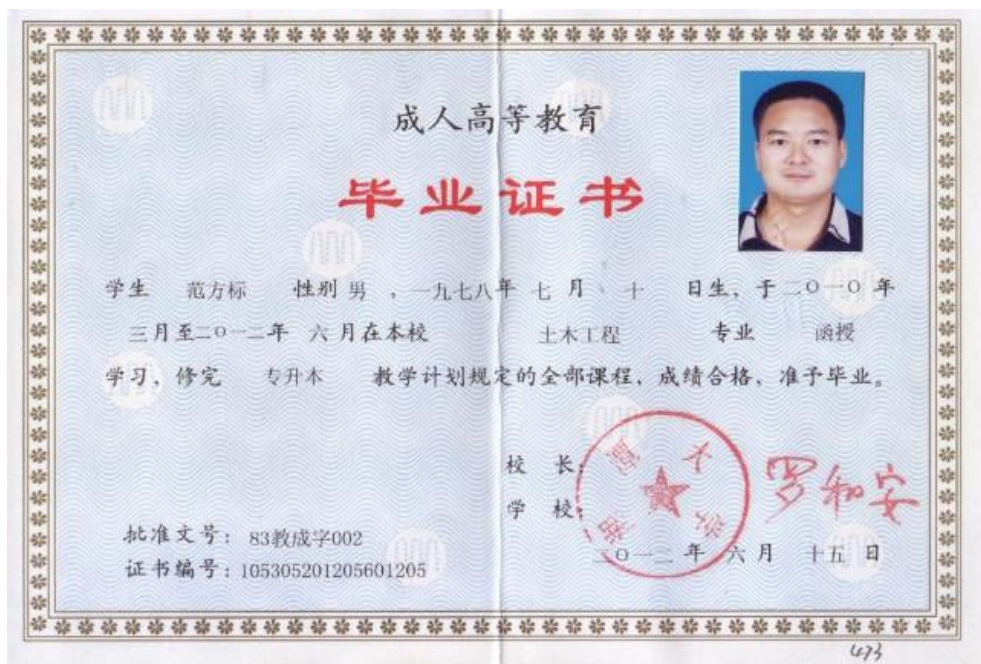 成人高等教育
毕业证书
学生 范方标 性别 男 ，一九七八年 七 月 、 十 日生，于二〇一〇 年
三月至二〇一二年 六 月在本校 土木工程 专业 函授
学习，修完 专升本 教学计划规定的全部课程，成绩合格，准予毕业。
校 长： 罗和安
学 校：
湘潭大学
批准文号： 83教成字002
二〇一二 年 六 月 十五 日
证书编号：105305201205601205
473